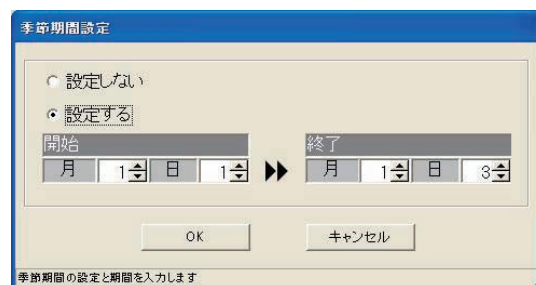 季節期間設定
設定しない
設定する
開始 終了
月 1 日 1 月 1 日 3
OK キャンセル
季節期間の設定と期間を入力します